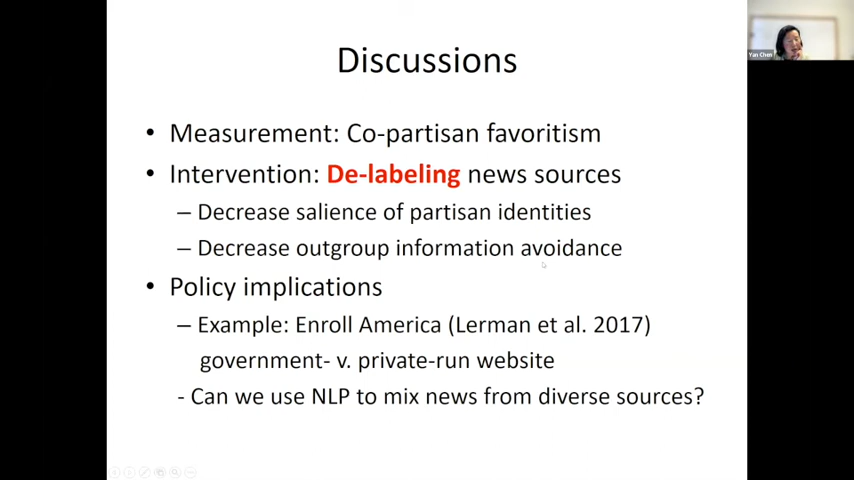 Discussions
Yan Chen
• Measurement: Co-partisan favoritism
• Intervention: De-labeling news sources
– Decrease salience of partisan identities
– Decrease outgroup information avoidance
• Policy implications
– Example: Enroll America (Lerman et al. 2017)
government- v. private-run website
- Can we use NLP to mix news from diverse sources?